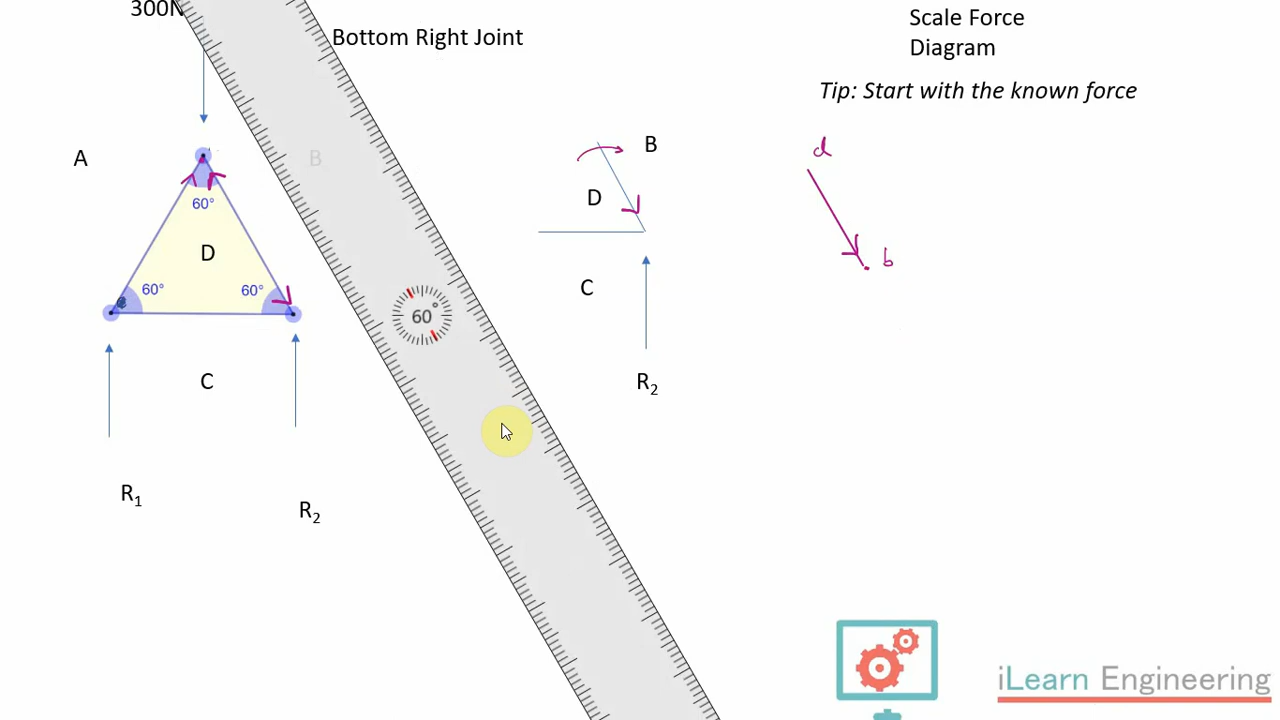 300N
Bottom Right Joint
Scale Force
Diagram
Tip: Start with the known force
A
B
60°
D
60°
60°
C
R1
R2
B
D
C
R2
d
b
60°
iLearn Engineering